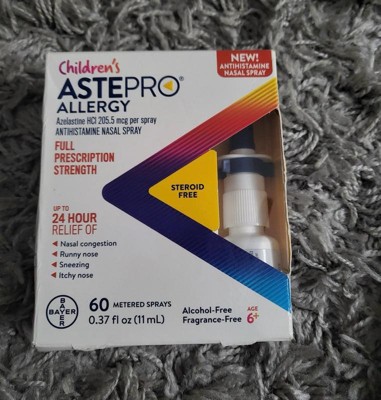 Children's
NEW!
ANTIHISTAMINE
NASAL SPRAY
ASTEPRO®
ALLERGY
Azelastine HCl 205.5 mcg per spray
ANTIHISTAMINE NASAL SPRAY
FULL
PRESCRIPTION
STRENGTH
STEROID
FREE
UP TO
24 HOUR
RELIEF OF
Nasal congestion
Runny nose
Sneezing
Itchy nose
BAYER
BAYER
60 METERED SPRAYS
0.37 fl oz (11 mL)
Alcohol-Free
Fragrance-Free
AGE
6+